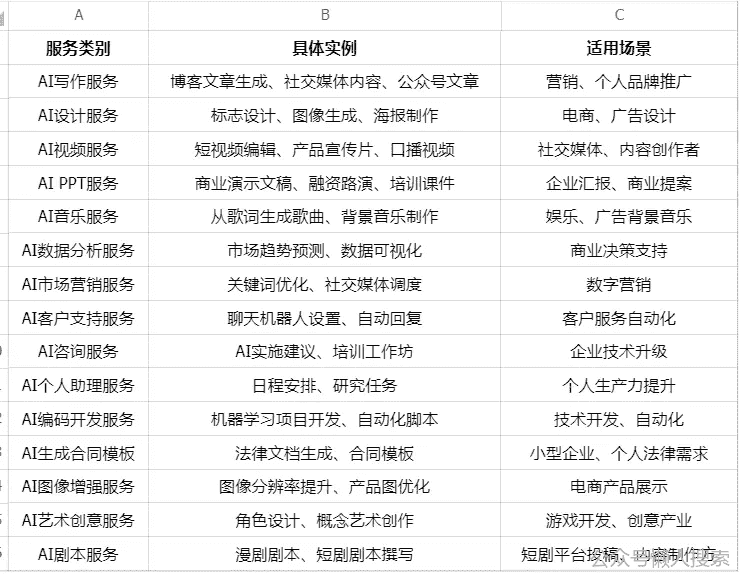 A B C
服务类别 具体实例 适用场景
AI写作服务 博客文章生成、社交媒体内容、公众号文章 营销、个人品牌推广
AI设计服务 标志设计、图像生成、海报制作 电商、广告设计
AI视频服务 短视频编辑、产品宣传片、口播视频 社交媒体、内容创作者
AI PPT服务 商业演示文稿、融资路演、培训课件 企业汇报、商业提案
AI音乐服务 从歌词生成歌曲、背景音乐制作 娱乐、广告背景音乐
AI数据分析服务 市场趋势预测、数据可视化 商业决策支持
AI市场营销服务 关键词优化、社交媒体调度 数字营销
AI客户支持服务 聊天机器人设置、自动回复 客户服务自动化
0 AI咨询服务 AI实施建议、培训工作坊 企业技术升级
1 AI个人助理服务 日程安排、研究任务 个人生产力提升
2 AI编码开发服务 机器学习项目开发、自动化脚本 技术开发、自动化
3 AI生成合同模板 法律文档生成、合同模板 小型企业、个人法律需求
4 AI图像增强服务 图像分辨率提升、产品图优化 电商产品展示
5 AI艺术创意服务 角色设计、概念艺术创作 游戏开发、创意产业
6 AI剧本服务 漫剧剧本、短剧剧本撰写 短剧平台投稿、内容制作方
公众号懒人搜索